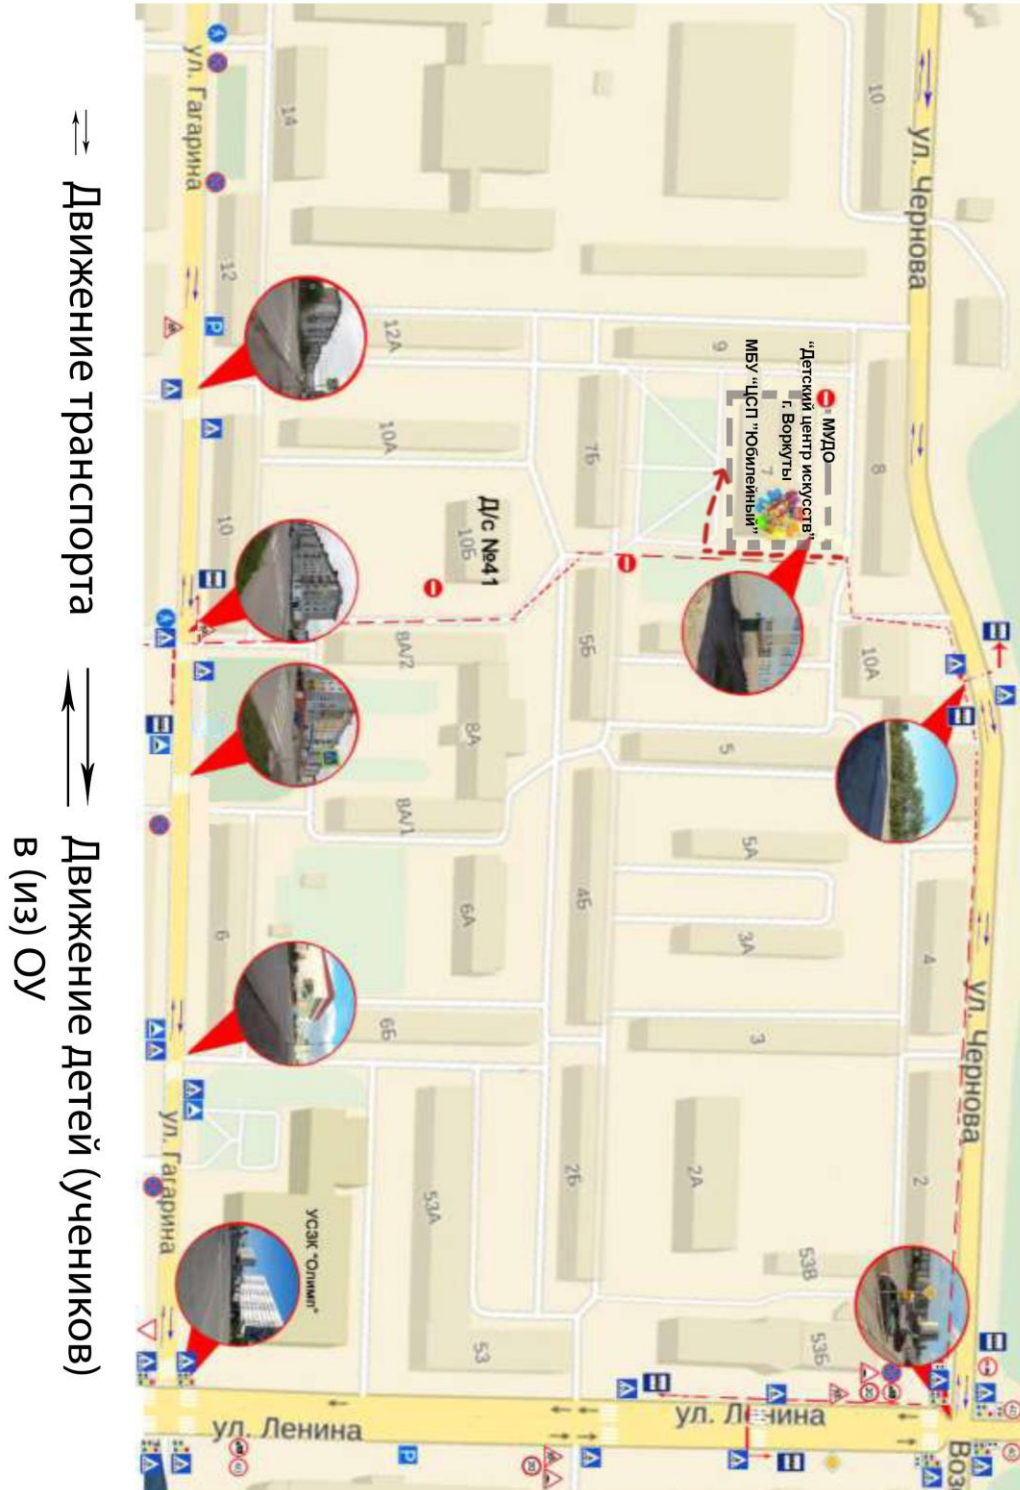 ул. Чернова
10
ул. Чернова
8
МУДО
"Детский центр искусств"
г. Воркуты
7
МБУ "ЦСП "Юбилейный"
9
10А
4
ул. Чернова
2
5
5А
3А
3
2А
53В
53Б
7Б
5Б
4Б
2Б
Д/с №41
10Б
12А
10А
8А/2
8А
8А/1
6А
6Б
53А
53
УСЗК "Олимп"
14
12
10
6
ул. Гагарина
ул. Гагарина
P
ул. Ленина
ул. Ленина
P
Движение транспорта
Движение детей (учеников)
в (из) ОУ